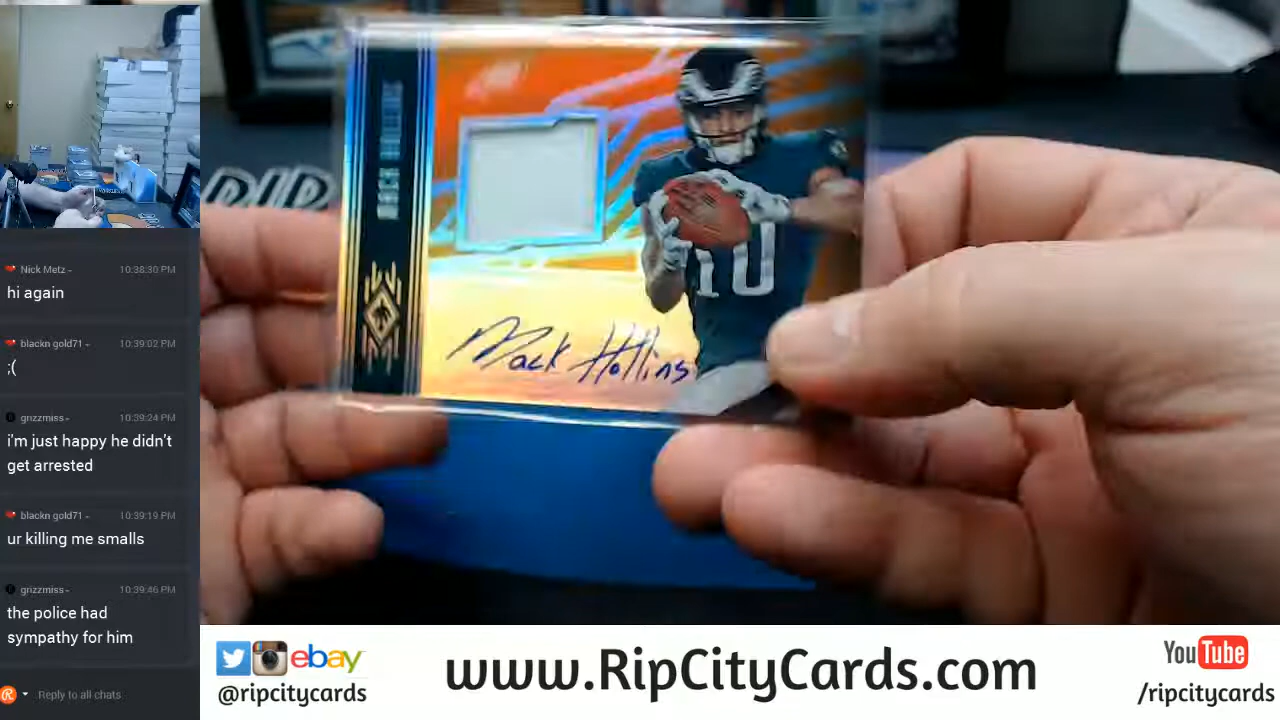 Nick Metz - 10:38:30 PM
hi again
blackn gold71 - 10:39:02 PM
;(
grizzmiss - 10:39:24 PM
i'm just happy he didn't
get arrested
blackn gold71 - 10:39:19 PM
ur killing me smalls
grizzmiss - 10:39:46 PM
the police had
sympathy for him
Reply to all chats
RIP
10
Mack Hollins
ebay
@ripcitycards
www.RipCityCards.com
YouTube
/ripcitycards